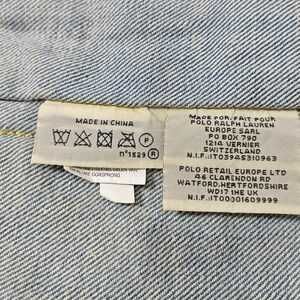 MADE IN CHINA
P
n°1529 R
MADE FOR/FAIT POUR
POLO RALPH LAUREN
EUROPE SARL
PO BOX 790
1214 VERNIER
SWITZERLAND
N.I.F.:IT03945310963
POLO RETAIL EUROPE LTD
46 CLARENDON RD
WATFORD,HERTFORDSHIRE
WD17 1HE UK
N.I.F.:IT00001609999